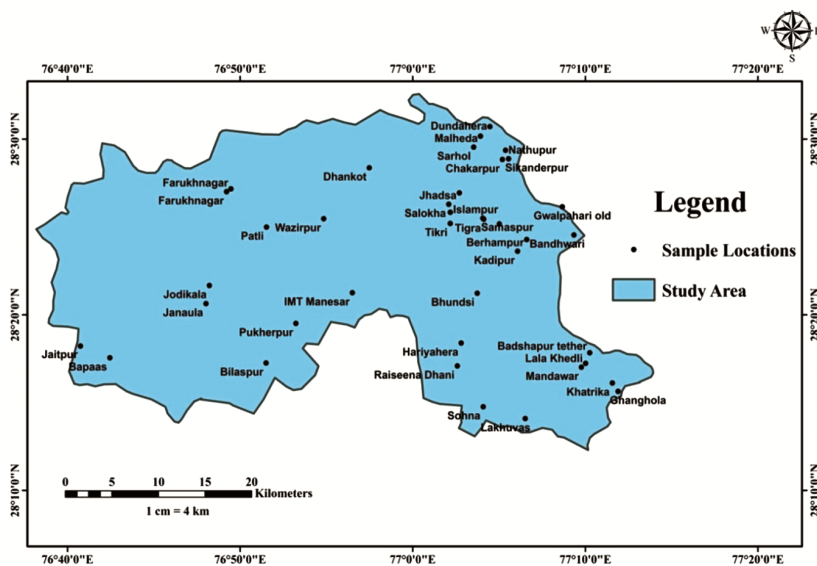 N
W E
S
76°40'0"E 76°50'0"E 77°0'0"E 77°10'0"E 77°20'0"E
28°30'0"N
28°30'0"N
Dundahera
Malheda
Sarhol
Nathupur
Chakarpur
Sikanderpur
Dhankot
Farukhnagar
Farukhnagar
Jhadsa
Salokha
Islampur
Gwalpahari old
Legend
Patli
Wazirpur
Tikri
Tigra
Samaspur
Berhampur
Bandhwari
Kadipur
Sample Locations
Study Area
Jodikala
Janaula
IMT Manesar
Bhundsi
28°20'0"N
28°20'0"N
Pukherpur
Jaitpur
Bapaas
Bilaspur
Hariyahera
Raiseena Dhani
Badshapur tether
Lala Khedli
Mandawar
Khatrika
Ghanghola
Sohna
Lakhuvas
28°10'0"N
28°10'0"N
0 5 10 15 20
Kilometers
1 cm = 4 km
76°40'0"E 76°50'0"E 77°0'0"E 77°10'0"E 77°20'0"E